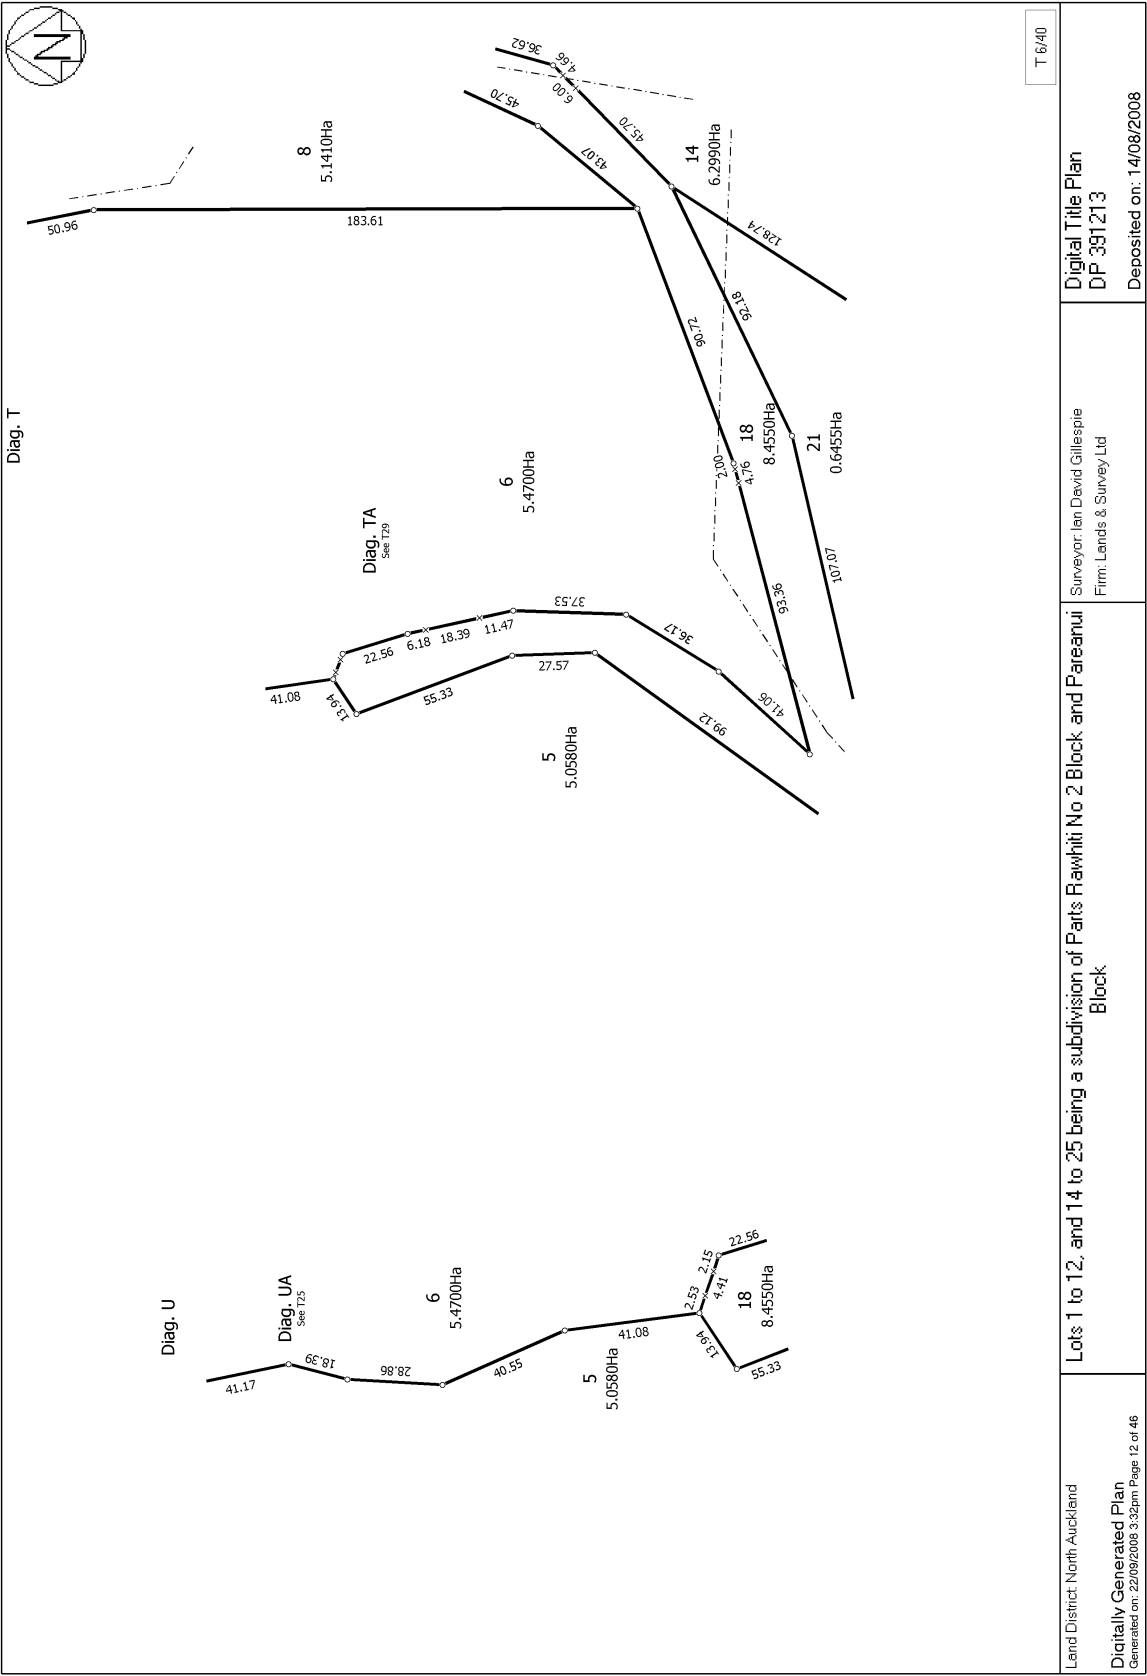 Diag. U
Diag. UA
See T25
41.17
18.39
28.86
40.55
41.08
6
5.4700Ha
5
5.0580Ha
2.53
2.15
4.41
13.94
22.56
55.33
18
8.4550Ha
Diag. T
Diag. TA
See T29
N
8
5.1410Ha
50.96
183.61
6
5.4700Ha
41.08
13.94
22.56
6.18
18.39
11.47
37.53
36.17
41.06
55.33
27.57
99.12
5
5.0580Ha
36.62
4.66
6.00
45.70
45.70
43.07
14
6.2990Ha
128.74
92.18
90.72
2.00
4.76
18
8.4550Ha
21
0.6455Ha
93.36
107.07
T 6/40
Land District: North Auckland
Digitally Generated Plan
Generated on: 22/09/2008 3:32pm Page 12 of 46
Lots 1 to 12, and 14 to 25 being a subdivision of Parts Rawhiti No 2 Block and Pareanui
Block
Surveyor: Ian David Gillespie
Firm: Lands & Survey Ltd
Digital Title Plan
DP 391213
Deposited on: 14/08/2008